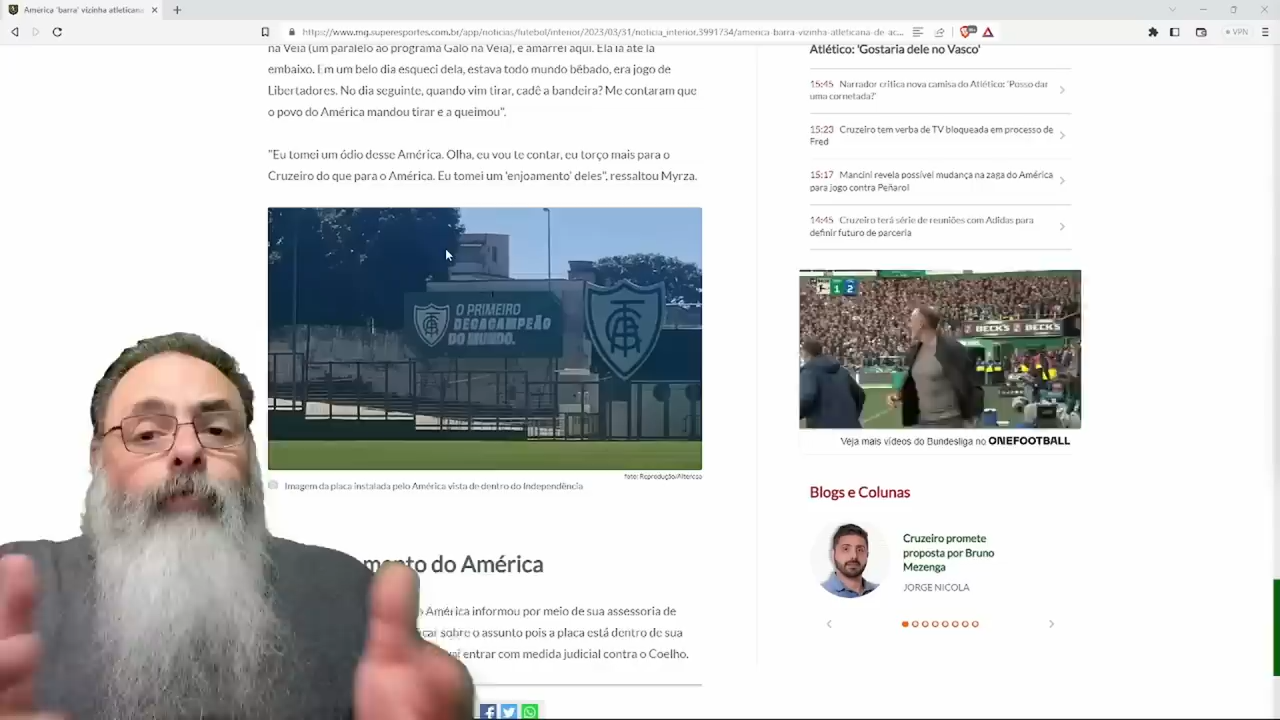 América 'barra' vizinha atleticana
https://www.mg.superesportes.com.br/app/noticias/futebol/interior/2023/03/31/noticia_interior,3991734/america-barra-vizinha-atleticana-de-ac...
VPN
na Veia (um paralelo ao programa Galo na Veia), e amarrei aqui. Ela ia até lá
embaixo. Em um belo dia esqueci dela, estava todo mundo bêbado, era jogo de
Libertadores. No dia seguinte, quando vim tirar, cadê a bandeira? Me contaram que
o povo do América mandou tirar e a queimou".
"Eu tomei um ódio desse América. Olha, eu vou te contar, eu torço mais para o
Cruzeiro do que para o América. Eu tomei um 'enjoamento' deles", ressaltou Myrza.
O PRIMEIRO
DECACAMPEÃO
DO MUNDO.
foto: Reprodução/Alterosa
Imagem da placa instalada pelo América vista de dentro do Independência
mento do América
América informou por meio de sua assessoria de
car sobre o assunto pois a placa está dentro de sua
entrar com medida judicial contra o Coelho.
Atlético: 'Gostaria dele no Vasco'
15:45 Narrador critica nova camisa do Atlético: 'Posso dar
uma cornetada?'
15:23 Cruzeiro tem verba de TV bloqueada em processo de
Fred
15:17 Mancini revela possível mudança na zaga do América
para jogo contra Peñarol
14:45 Cruzeiro terá série de reuniões com Adidas para
definir futuro de parceria
1 2
BECK'S BECK'S
Veja mais vídeos do Bundesliga no ONEFOOTBALL
Blogs e Colunas
Cruzeiro promete
proposta por Bruno
Mezenga
JORGE NICOLA